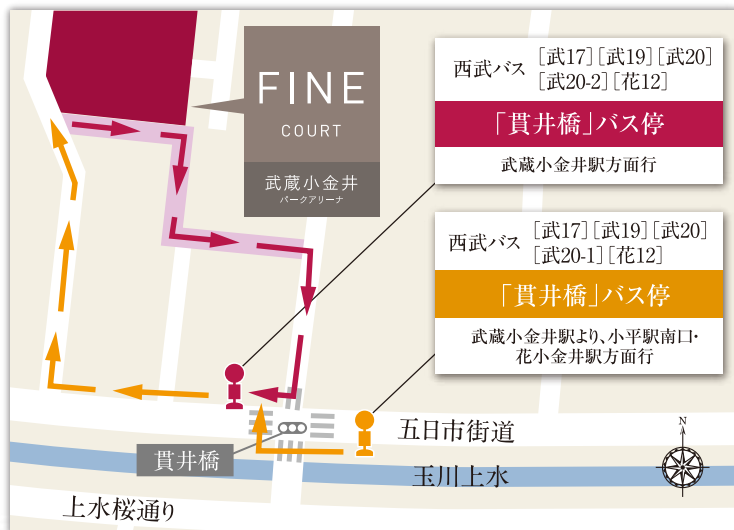 FINE
COURT
武蔵小金井
パークアリーナ
西武バス [武17][武19][武20]
[武20-2][花12]
「貫井橋」バス停
武蔵小金井駅方面行
西武バス [武17][武19][武20]
[武20-1][花12]
「貫井橋」バス停
武蔵小金井駅より、小平駅南口・
花小金井駅方面行
五日市街道
貫井橋
玉川上水
上水桜通り
N